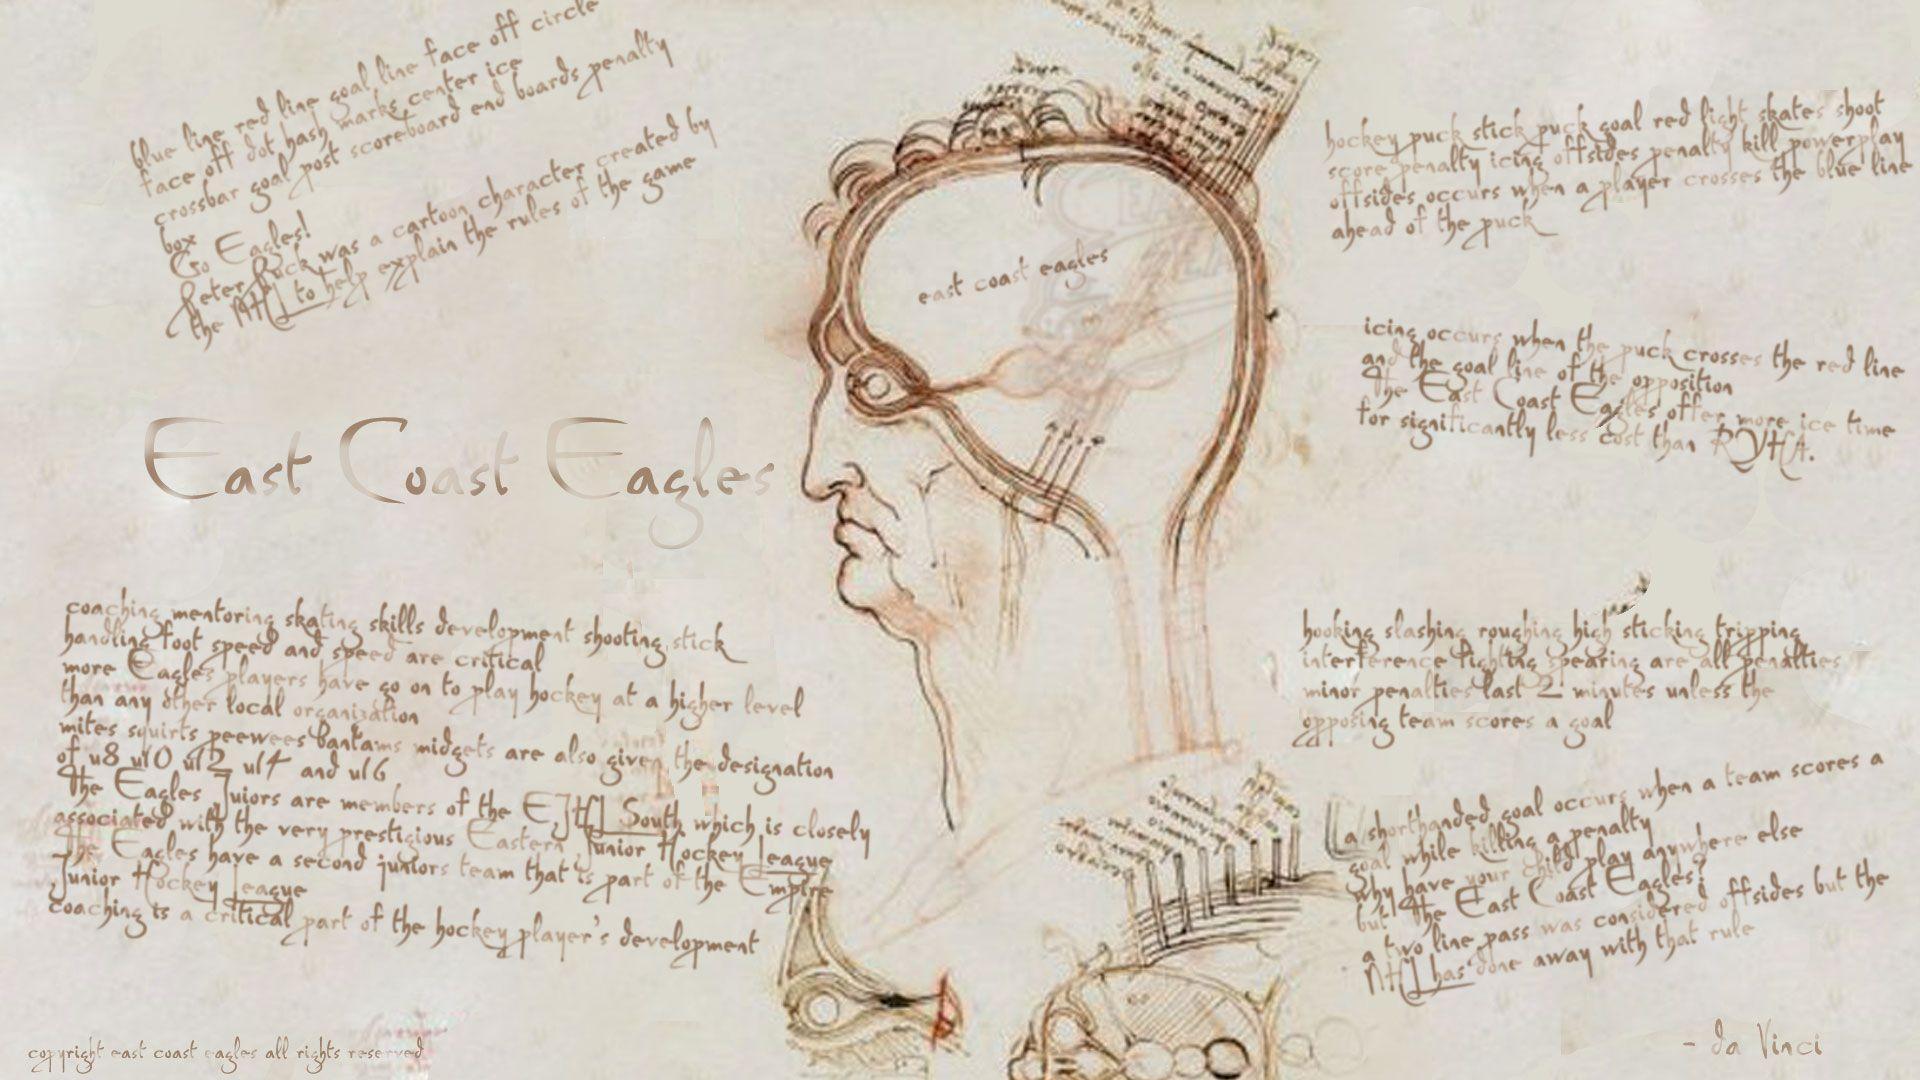 blue line red line goal line face off circle
face off dot hash marks center ice
crossbar goal post scoreboard end boards penalty
box
Go Eagles!
Peter Puck was a cartoon character created by
the NHL to help explain the rules of the game
East Coast Eagles
coaching mentoring skating skills development shooting stick
handling foot speed and speed are critical
more Eagles players have go on to play hockey at a higher level
than any other local organization
mites squirts peewees bantams midgets are also given the designation
of u8 u10 u12 u14 and u16
The Eagles Juiors are members of the EJHL South which is closely
associated with the very prestigious Eastern Junior Hockey League
The Eagles have a second juniors team that is part of the Empire
Junior Hockey League
coaching is a critical part of the hockey player's development
copyright east coast eagles all rights reserved
east coast eagles
hockey puck stick puck goal red light skates shoot
score penalty icing offsides penalty kill powerplay
offsides occurs when a player crosses the blue line
ahead of the puck
icing occurs when the puck crosses the red line
and the goal line of the opposition
The East Coast Eagles offer more ice time
for significantly less cost than RYHA.
hooking slashing roughing high sticking tripping
interference fighting spearing are all penalties
minor penalties last 2 minutes unless the
opposing team scores a goal
a shorthanded goal occurs when a team scores a
goal while killing a penalty
why have your child play anywhere else
but The East Coast Eagles?
a two line pass was considered offsides but the
NHL has done away with that rule
- da Vinci